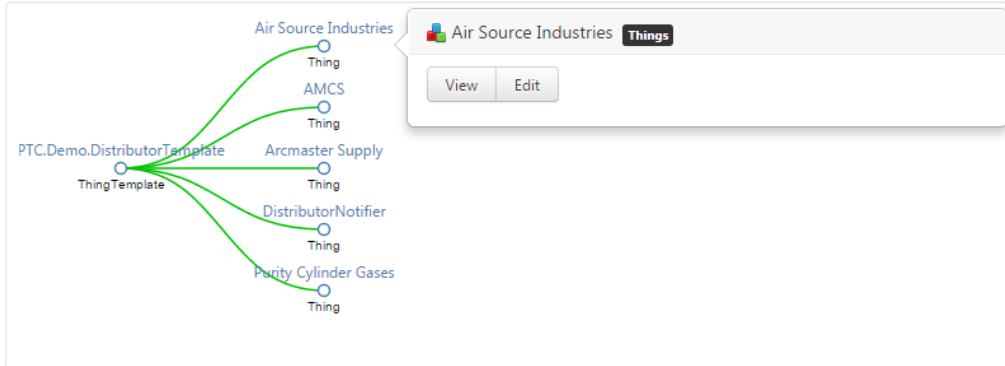 Air Source Industries
Thing
AMCS
Thing
PTC.Demo.DistributorTemplate
ThingTemplate
Arcmaster Supply
Thing
DistributorNotifier
Thing
Purity Cylinder Gases
Thing
Air Source Industries Things
View Edit